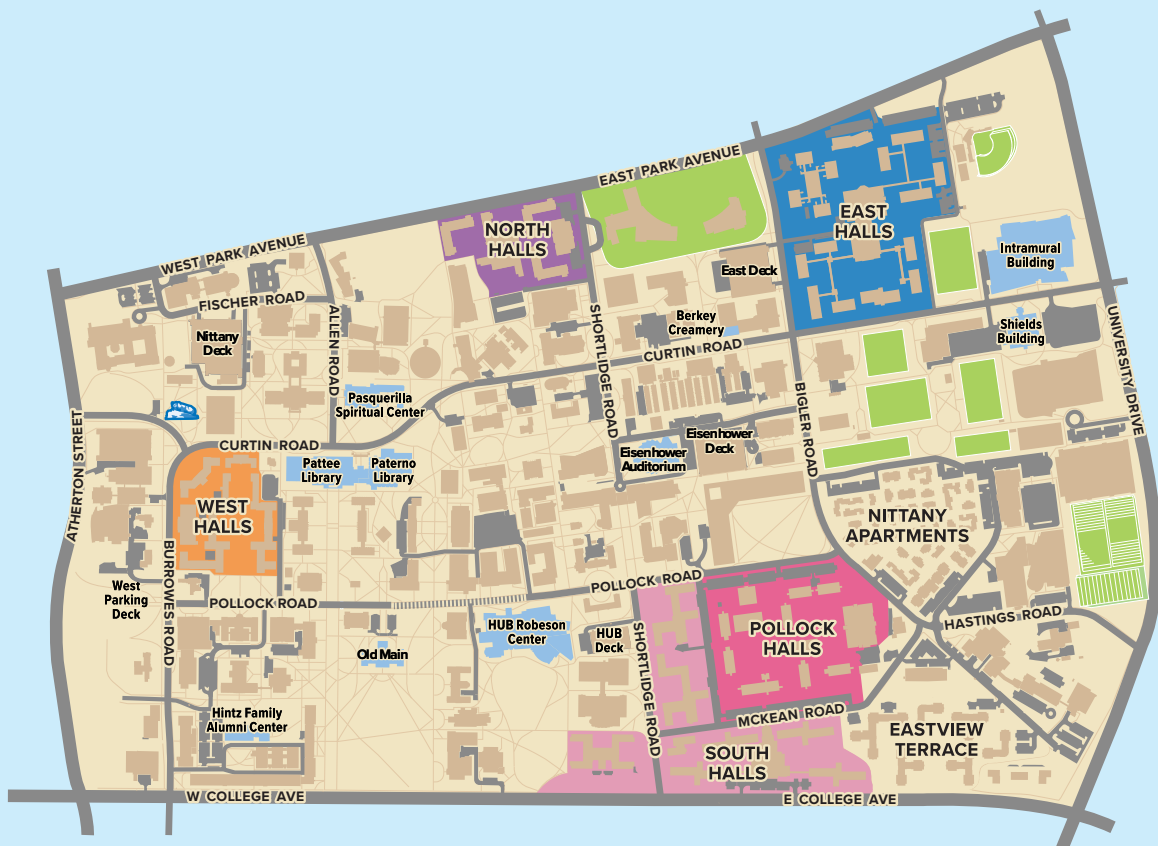 EAST PARK AVENUE
WEST PARK AVENUE
NORTH
HALLS
EAST
HALLS
Intramural
Building
East Deck
FISCHER ROAD
Nittany
Deck
ALLEN ROAD
SHORTLIDGE ROAD
Berkey
Creamery
CURTIN ROAD
Shields
Building
UNIVERSITY DRIVE
Pasquerilla
Spiritual Center
BIGLER ROAD
ATHERTON STREET
CURTIN ROAD
Pattee
Library
Paterno
Library
Eisenhower
Auditorium
Eisenhower
Deck
WEST
HALLS
NITTANY
APARTMENTS
BURROWES ROAD
West
Parking
Deck
POLLOCK ROAD
POLLOCK ROAD
HASTINGS ROAD
HUB Robeson
Center
HUB
Deck
SHORTLIDGE ROAD
POLLOCK
HALLS
Old Main
Hintz Family
Alumni Center
MCKEAN ROAD
EASTVIEW
TERRACE
SOUTH
HALLS
W COLLEGE AVE
E COLLEGE AVE